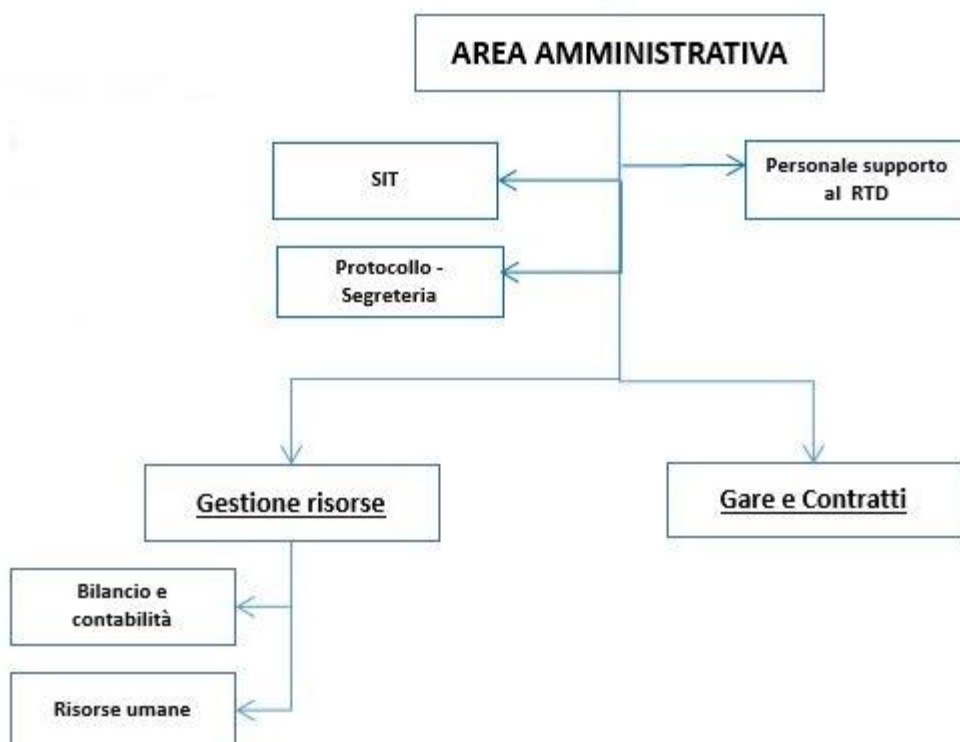 AREA AMMINISTRATIVA
SIT
Personale supporto
al RTD
Protocollo -
Segreteria
Gestione risorse
Gare e Contratti
Bilancio e
contabilità
Risorse umane